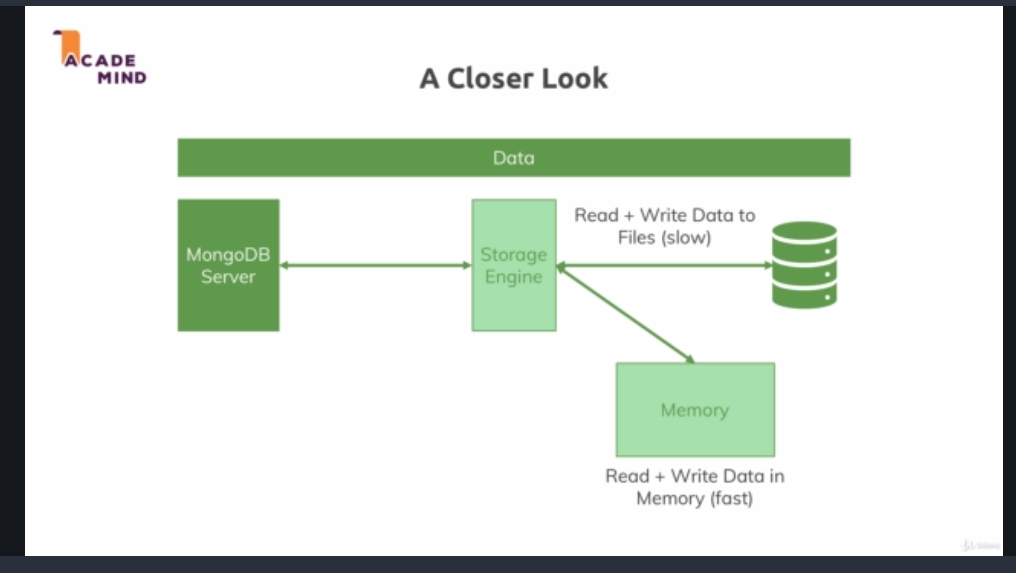 ACADE
MIND
A Closer Look
Data
MongoDB
Server
Storage
Engine
Read + Write Data to
Files (slow)
Memory
Read + Write Data in
Memory (fast)